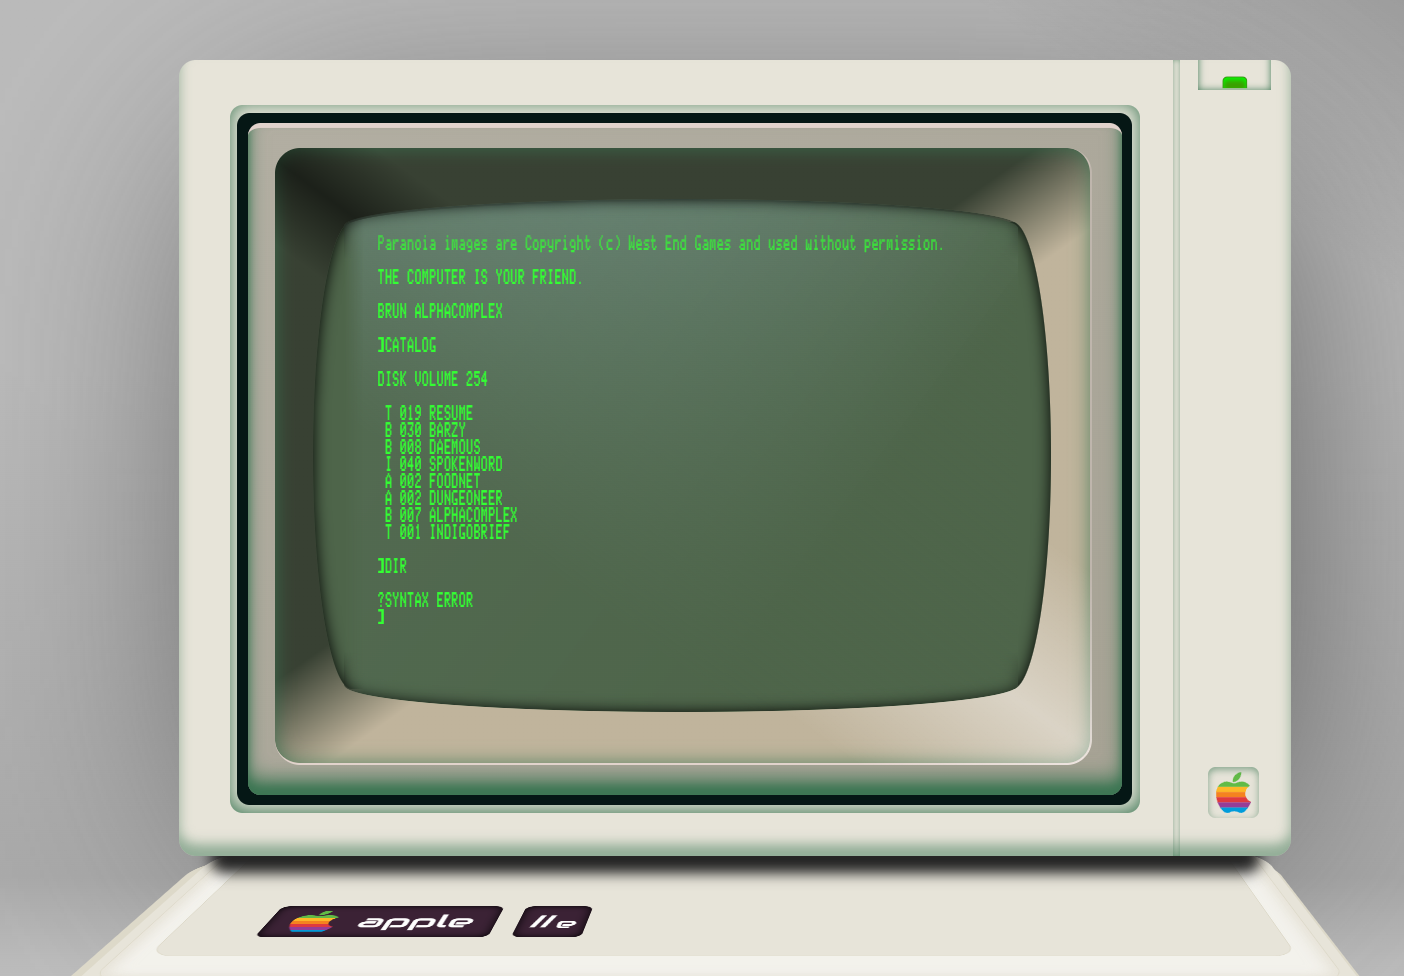 Paranoia images are Copyright (c) West End Games and used without permission.
THE COMPUTER IS YOUR FRIEND.
BRUN ALPHACOMPLEX
]CATALOG
DISK VOLUME 254
T 019 RESUME
B 030 BARZY
B 008 DAEMOUS
I 040 SPOKENWORD
A 002 FOODNET
A 002 DUNGEONEER
B 007 ALPHACOMPLEX
T 001 INDIGOBRIEF
]DIR
?SYNTAX ERROR
]
apple //e